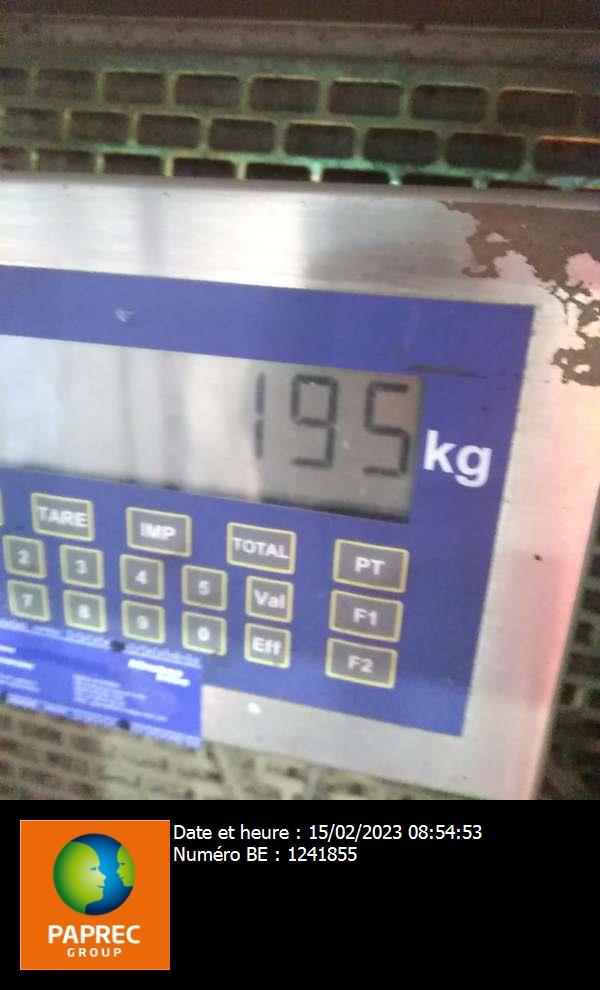 195 kg
TARE IMP TOTAL PT
2 3 4 5 Val F1
7 8 9 0 Eff F2
Date et heure : 15/02/2023 08:54:53
Numéro BE : 1241855
PAPREC
GROUP